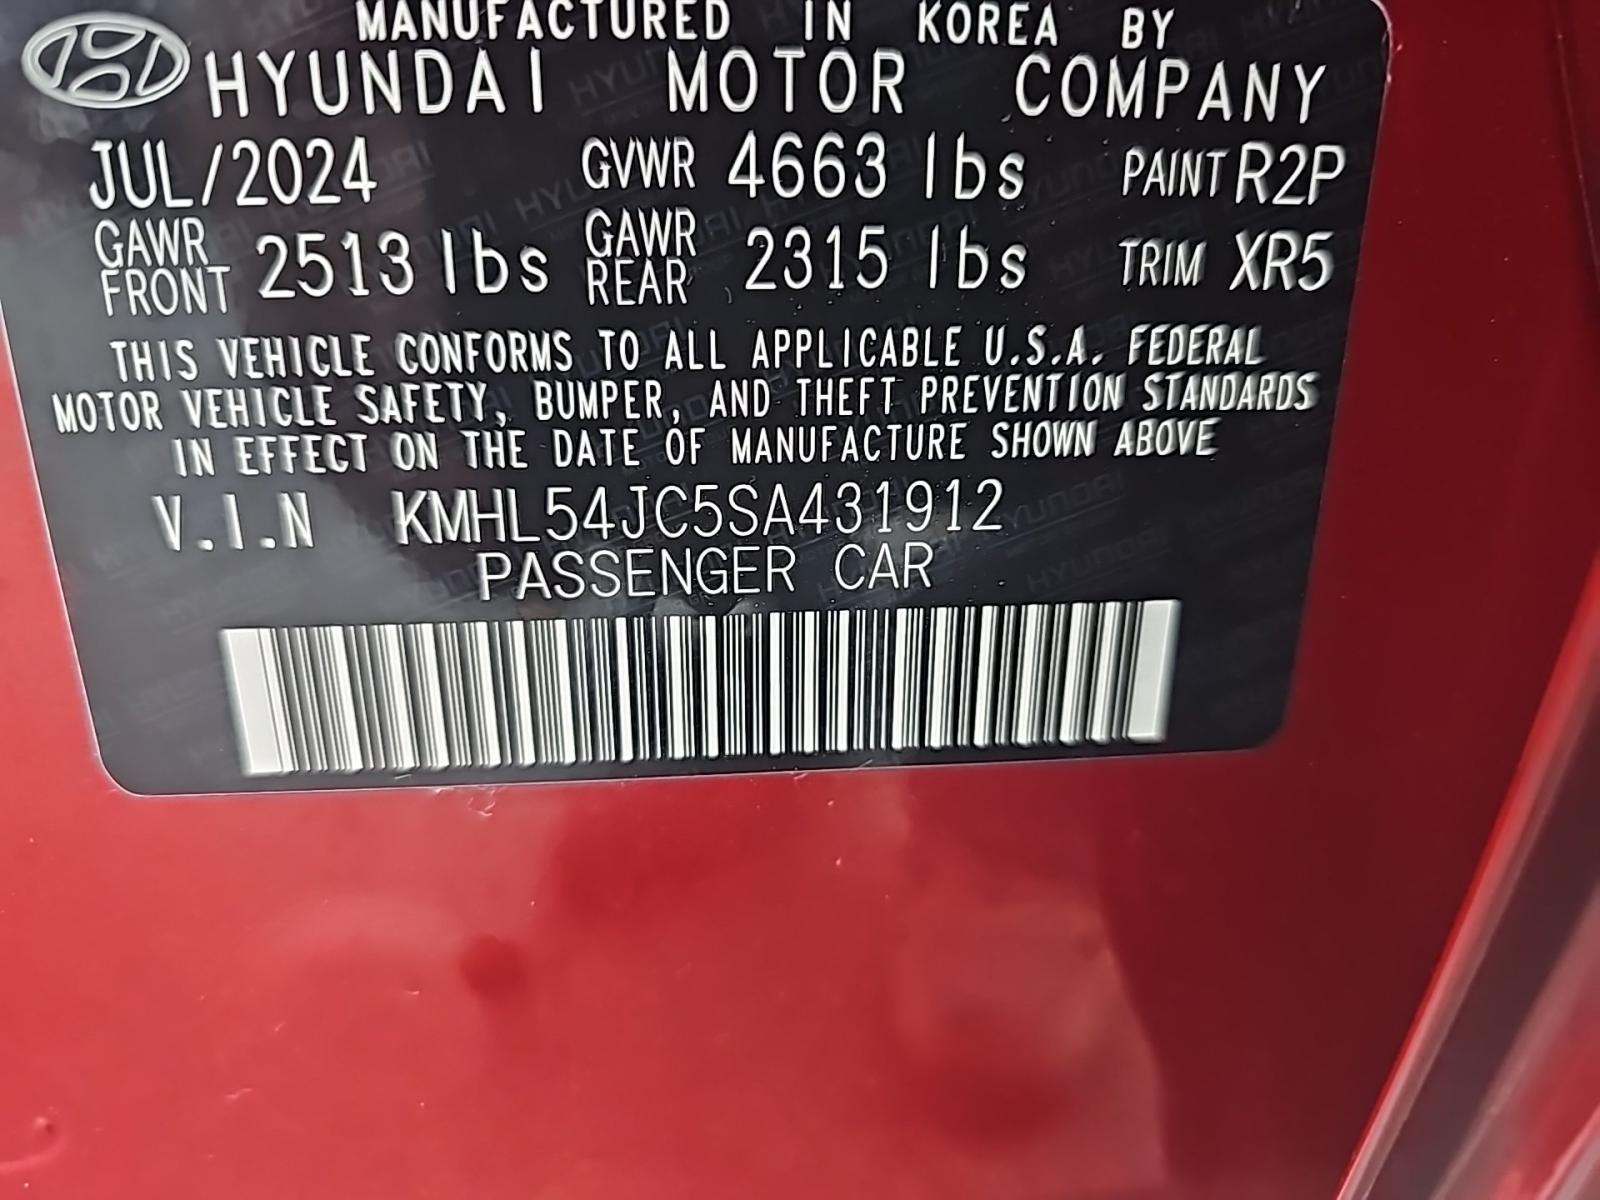 MANUFACTURED IN KOREA BY
HYUNDAI MOTOR COMPANY
JUL/2024 GVWR 4663 lbs PAINT R2P
GAWR FRONT 2513 lbs GAWR REAR 2315 lbs TRIM XR5
THIS VEHICLE CONFORMS TO ALL APPLICABLE U.S.A. FEDERAL
MOTOR VEHICLE SAFETY, BUMPER, AND THEFT PREVENTION STANDARDS
IN EFFECT ON THE DATE OF MANUFACTURE SHOWN ABOVE
V.I.N KMHL54JC5SA431912
PASSENGER CAR